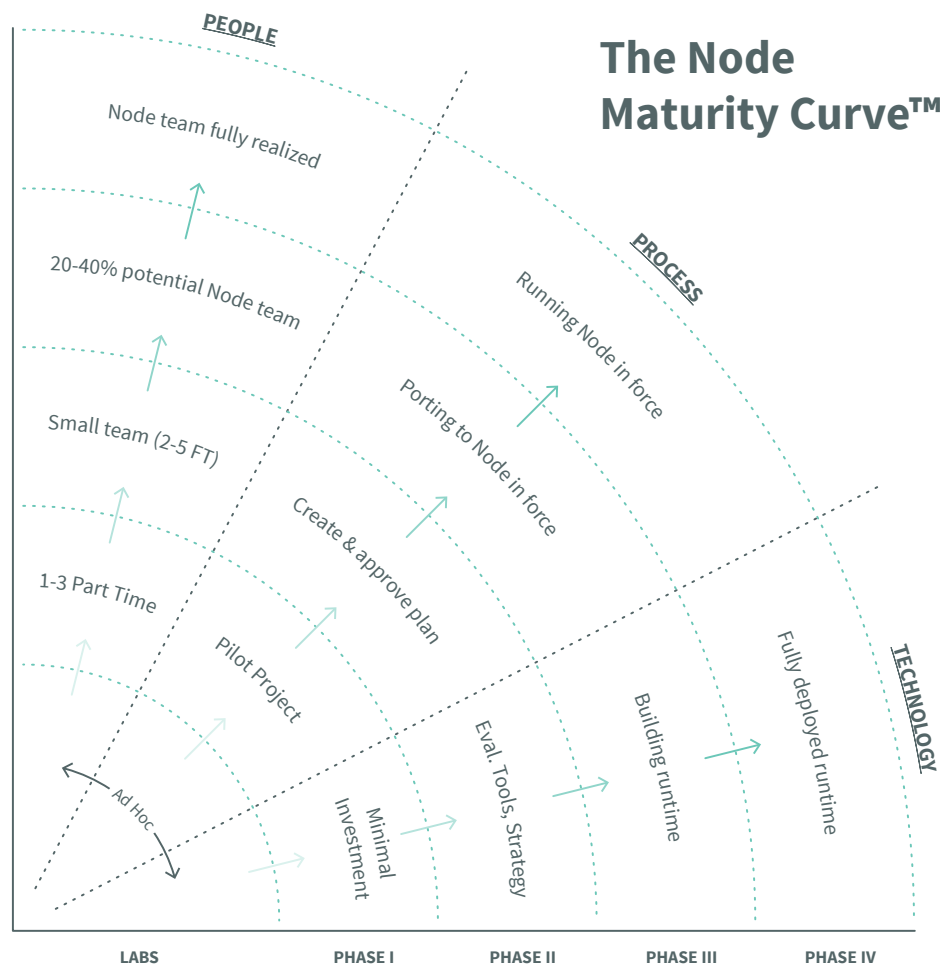 The Node
Maturity Curve™
PEOPLE
Node team fully realized
20-40% potential Node team
Small team (2-5 FT)
1-3 Part Time
PROCESS
Running Node in force
Porting to Node in force
Create & approve plan
Pilot Project
Ad Hoc
TECHNOLOGY
Fully deployed runtime
Building runtime
Eval. Tools, Strategy
Minimal
Investment
LABS
PHASE I
PHASE II
PHASE III
PHASE IV